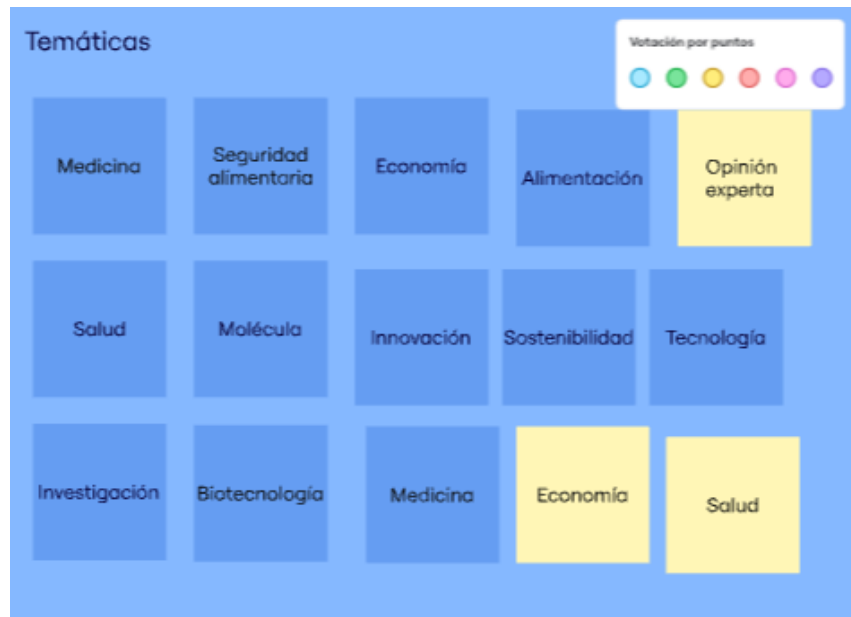 Temáticas
Votación por puntos
Medicina
Seguridad
alimentaria
Economía
Alimentación
Opinión
experta
Salud
Molécula
Innovación
Sostenibilidad
Tecnología
Investigación
Biotecnología
Medicina
Economía
Salud